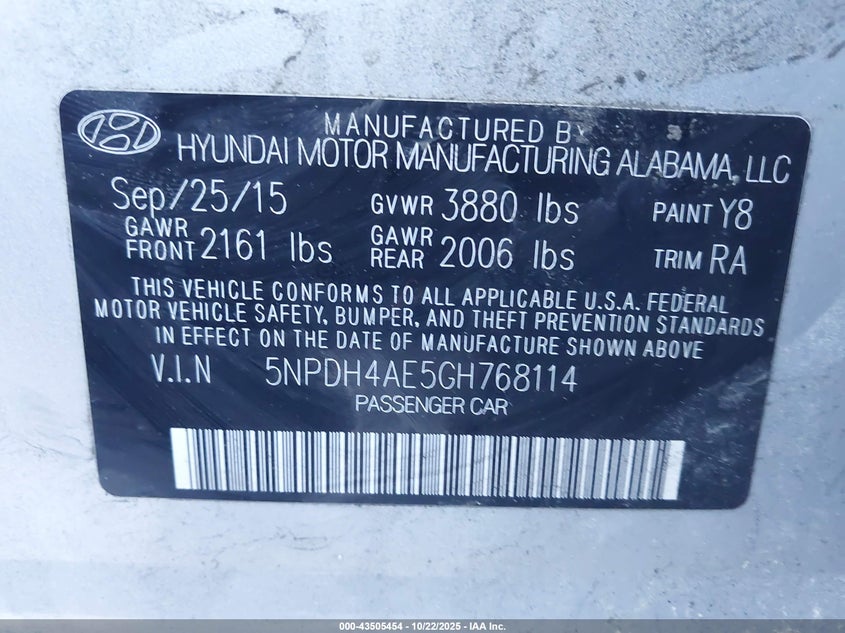 MANUFACTURED BY
HYUNDAI MOTOR MANUFACTURING ALABAMA, LLC
Sep/25/15 GVWR 3880 lbs PAINT Y8
GAWR FRONT 2161 lbs GAWR REAR 2006 lbs TRIM RA
THIS VEHICLE CONFORMS TO ALL APPLICABLE U.S.A. FEDERAL
MOTOR VEHICLE SAFETY, BUMPER, AND THEFT PREVENTION STANDARDS
IN EFFECT ON THE DATE OF MANUFACTURE SHOWN ABOVE
V.I.N 5NPDH4AE5GH768114
PASSENGER CAR
000-43505454 - 10/22/2025 - IAA Inc.